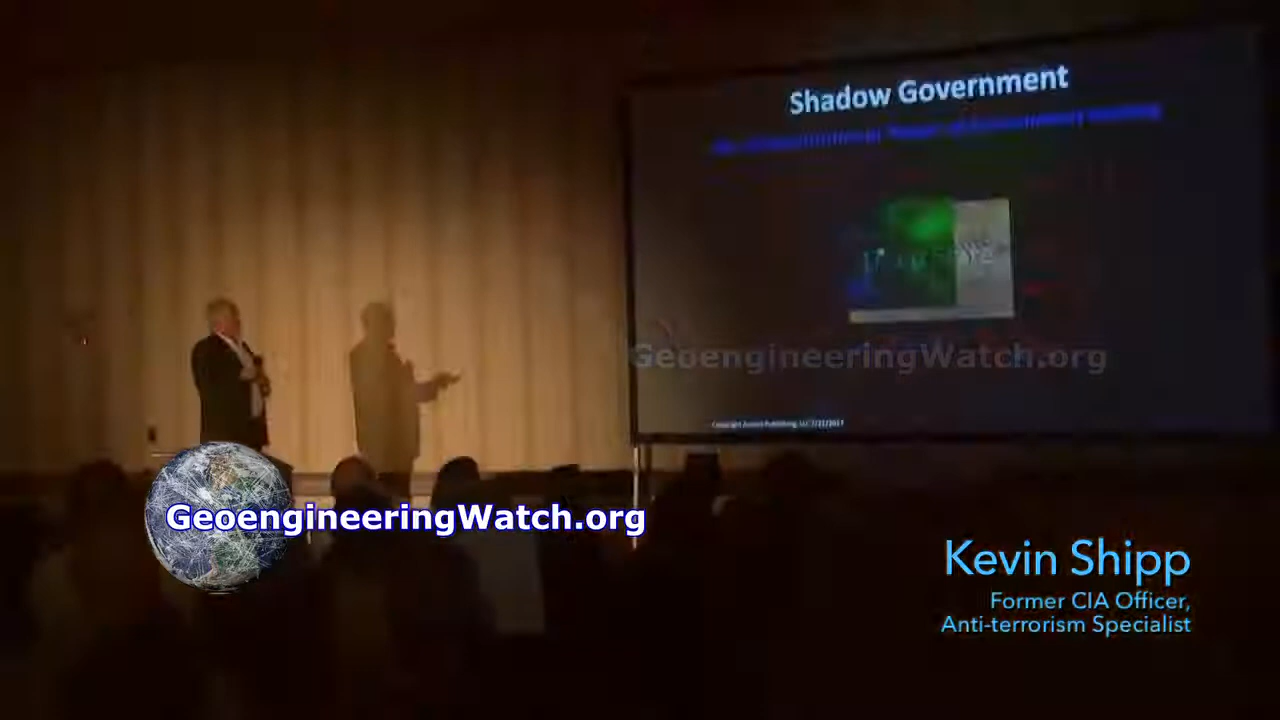 Shadow Government
GeoengineeringWatch.org
GeoengineeringWatch.org
Kevin Shipp
Former CIA Officer,
Anti-terrorism Specialist